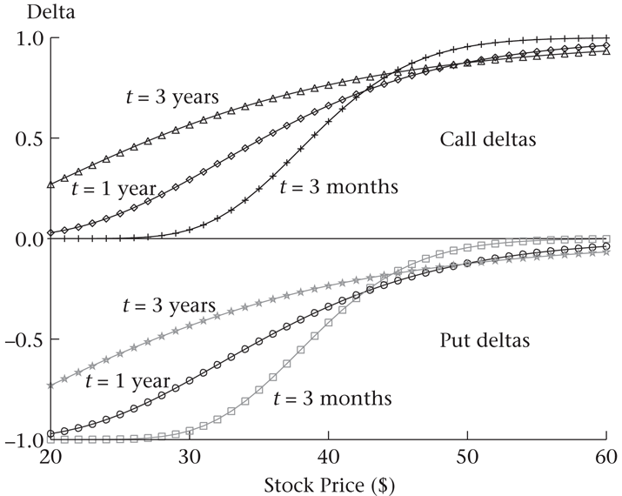 Delta
1.0
t = 3 years
0.5
Call deltas
t = 1 year
t = 3 months
0.0
t = 3 years
−0.5
Put deltas
t = 1 year
t = 3 months
−1.0
20 30 40 50 60
Stock Price ($)